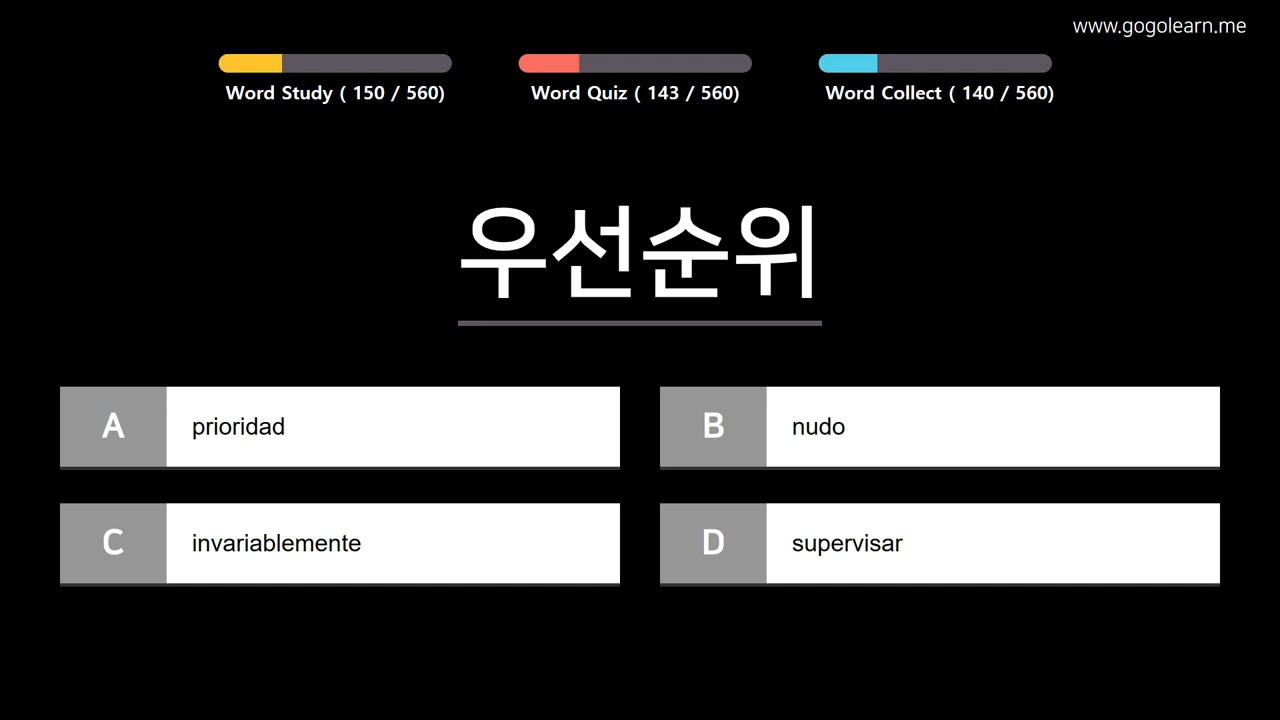 www.gogolearn.me
Word Study ( 150 / 560)
Word Quiz ( 143 / 560)
Word Collect ( 140 / 560)
우선순위
A prioridad
B nudo
C invariablemente
D supervisar